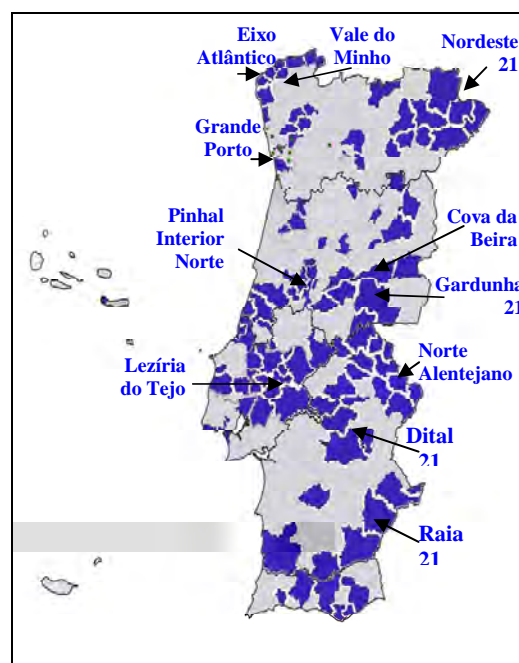 Eixo
Atlântico
Vale do
Minho
Nordeste
21
Grande
Porto
Pinhal
Interior
Norte
Cova da
Beira
Gardunha
21
Lezíria
do Tejo
Norte
Alentejano
Dital
21
Raia
21